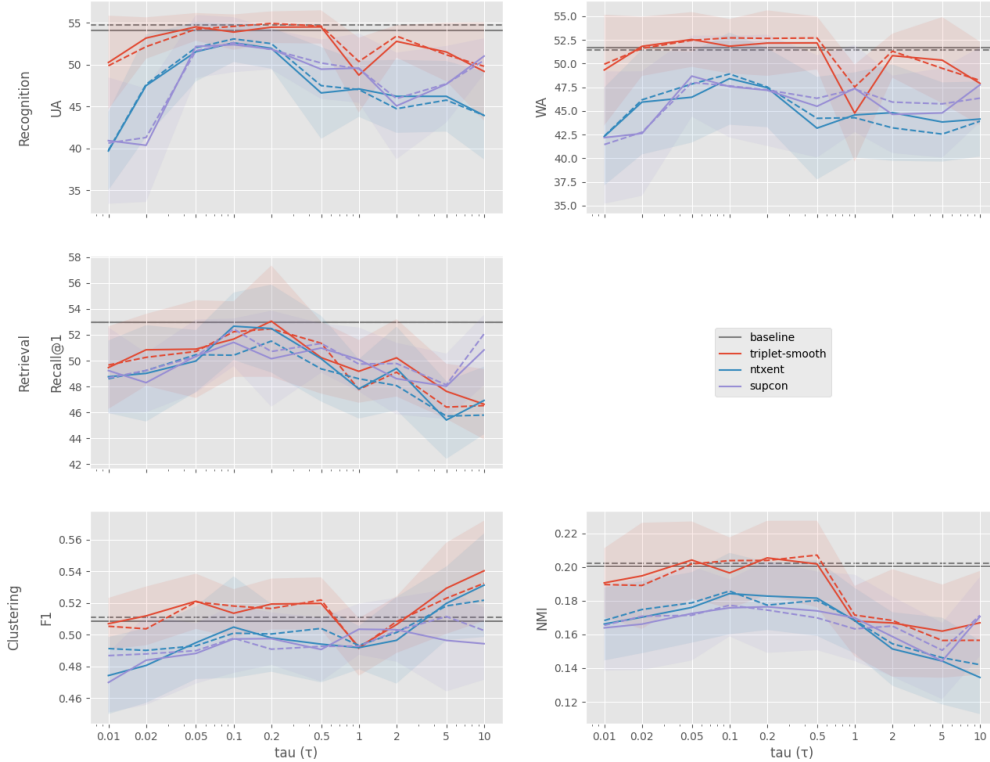 Recognition
UA
55
50
45
40
35
WA
55.0
52.5
50.0
47.5
45.0
42.5
40.0
37.5
35.0
Retrieval
Recall@1
58
56
54
52
50
48
46
44
42
baseline
triplet-smooth
ntxent
supcon
Clustering
F1
0.56
0.54
0.52
0.50
0.48
0.46
0.01 0.02 0.05 0.1 0.2 0.5 1 2 5 10
tau (τ)
NMI
0.22
0.20
0.18
0.16
0.14
0.12
0.01 0.02 0.05 0.1 0.2 0.5 1 2 5 10
tau (τ)